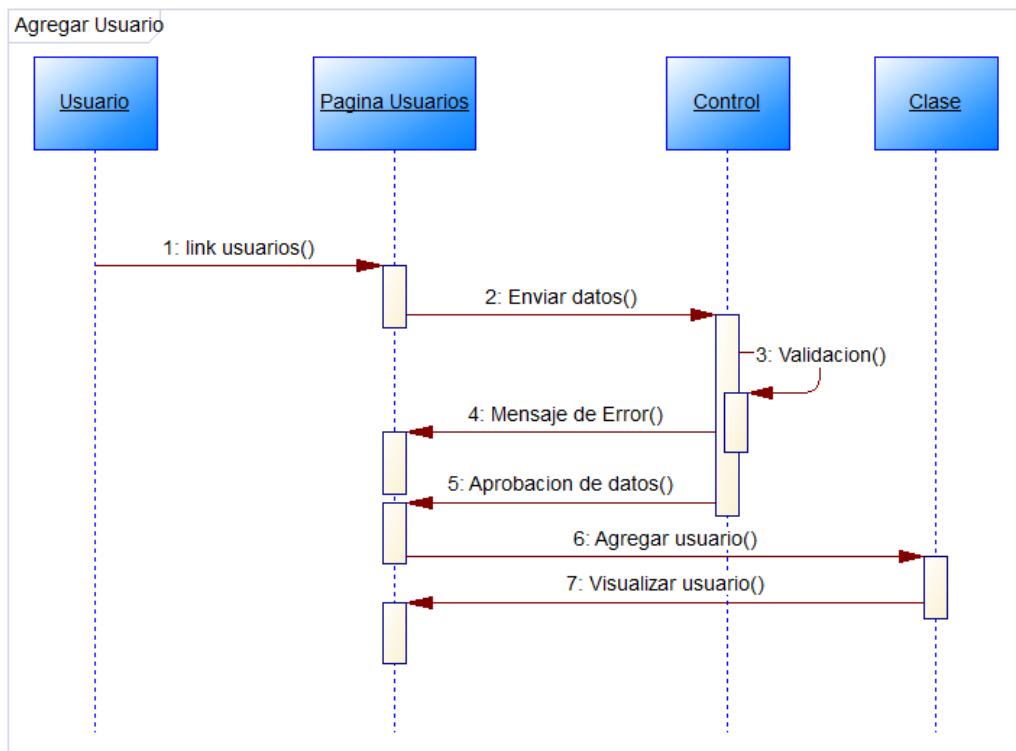 Agregar Usuario
Usuario
Pagina Usuarios
Control
Clase
1: link usuarios()
2: Enviar datos()
3: Validacion()
4: Mensaje de Error()
5: Aprobacion de datos()
6: Agregar usuario()
7: Visualizar usuario()